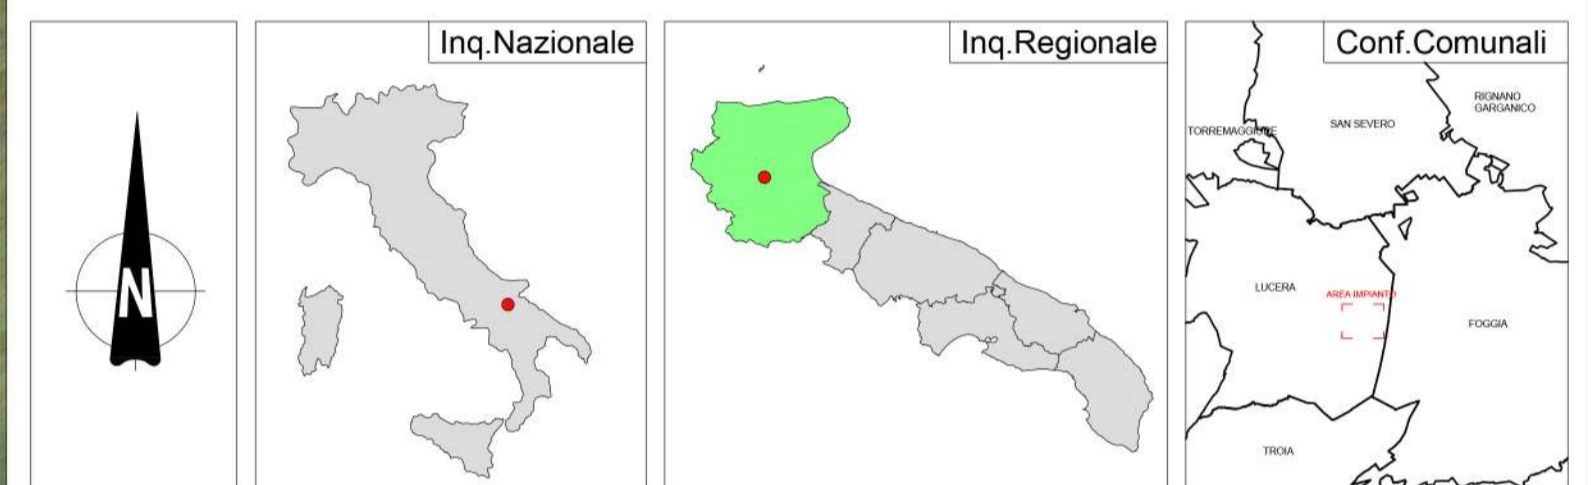 Inq.Nazionale
Inq.Regionale
Conf.Comunali
N
RIGNANO
GARGANICO
SAN SEVERO
TORREMAGGIORE
LUCERA
AREA IMPIANTO
FOGGIA
TROIA